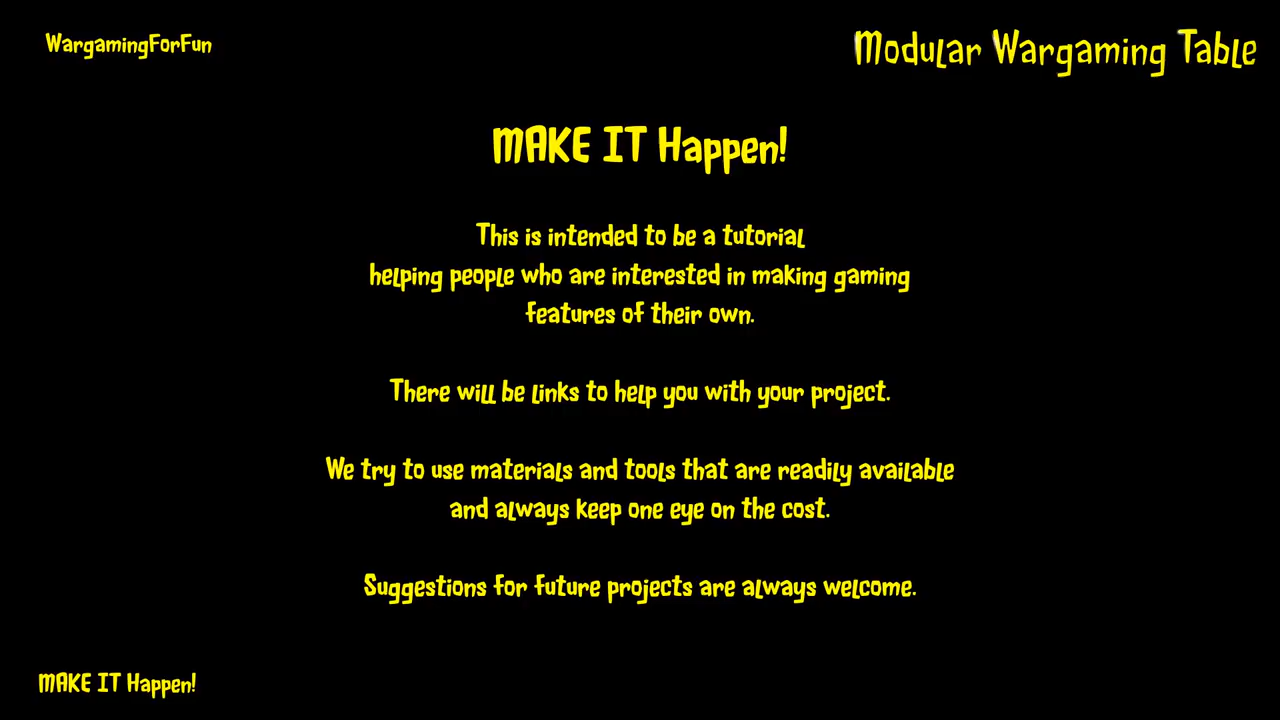 WargamingForFun
Modular Wargaming Table
MAKE IT Happen!
This is intended to be a tutorial
helping people who are interested in making gaming
features of their own.
There will be links to help you with your project.
We try to use materials and tools that are readily available
and always keep one eye on the cost.
Suggestions for future projects are always welcome.
MAKE IT Happen!